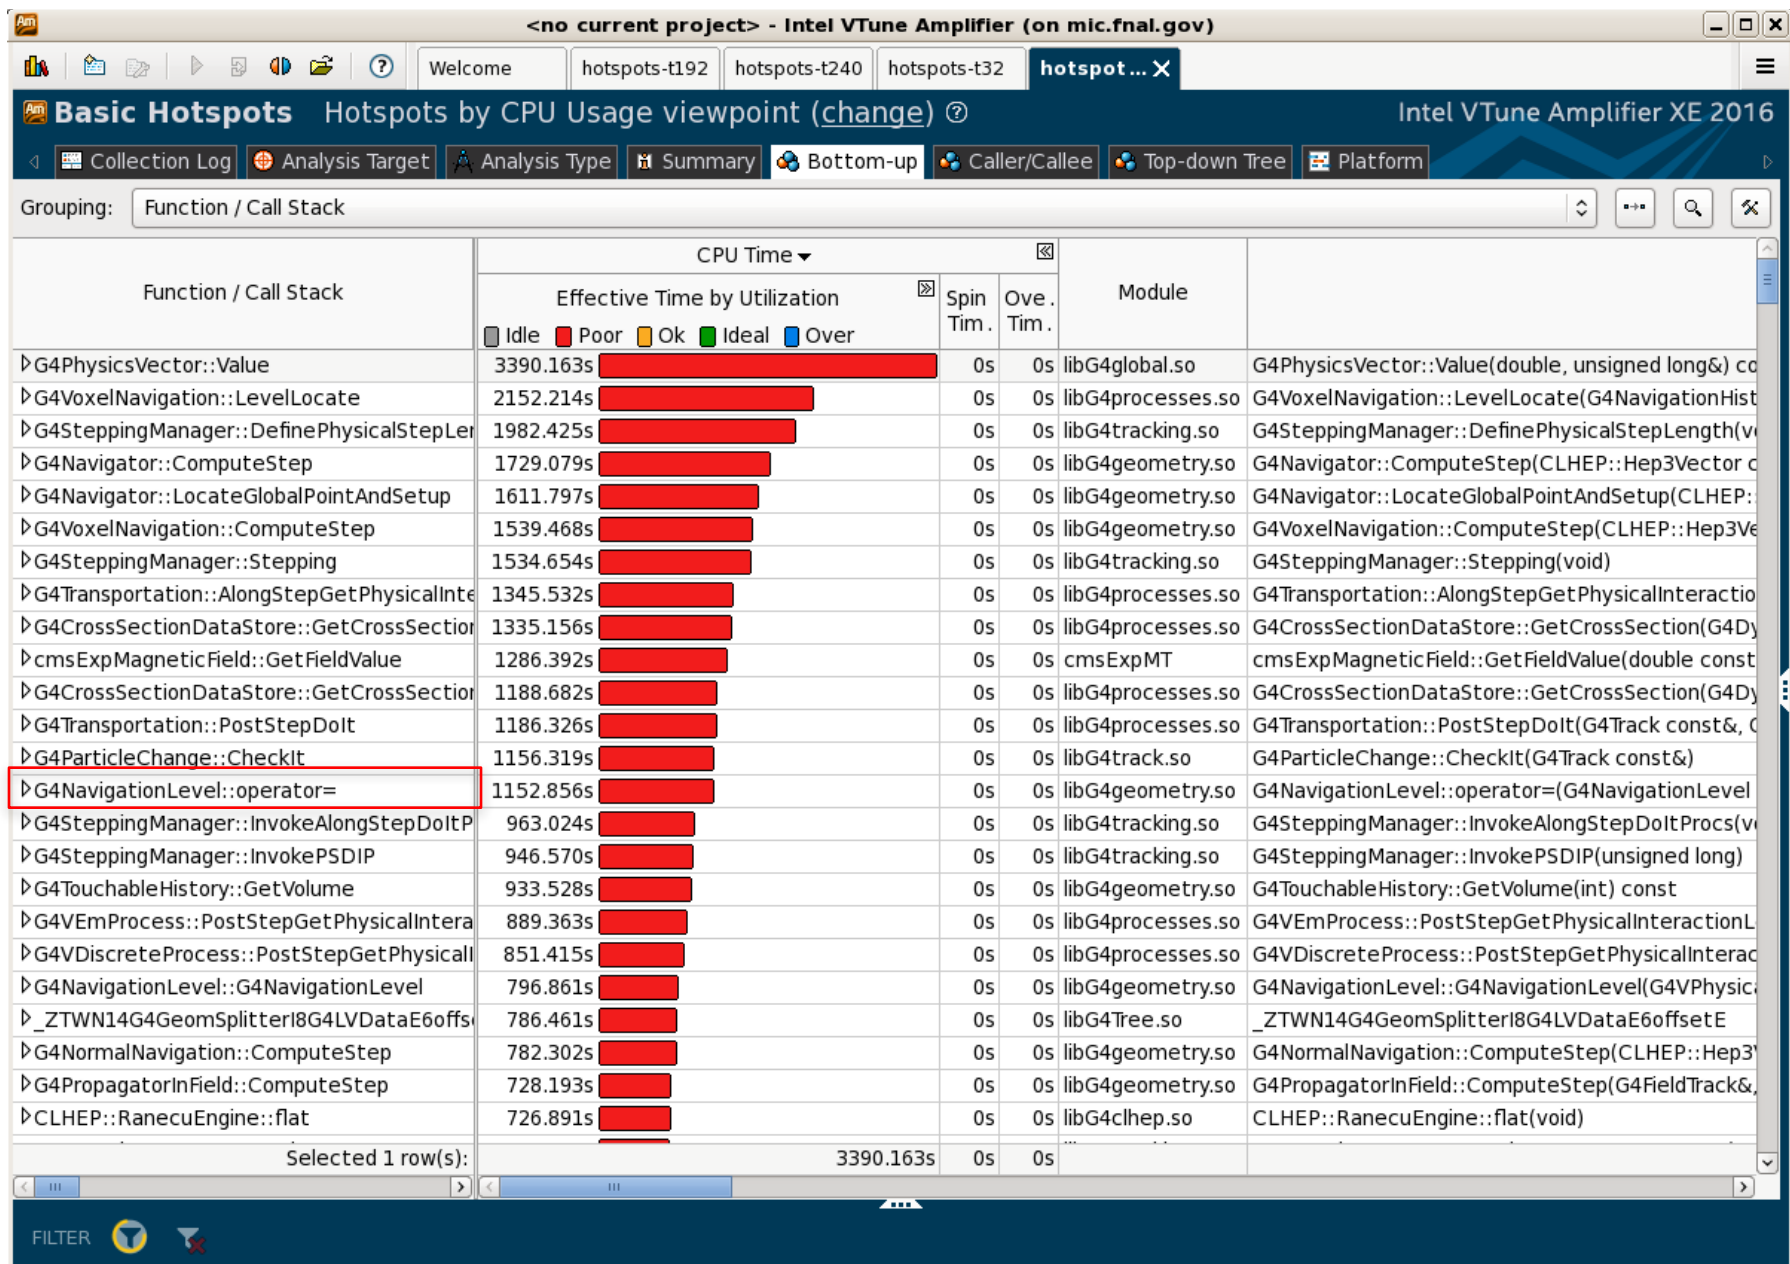 Am <no current project> - Intel VTune Amplifier (on mic.fnal.gov)
Welcome hotspots-t192 hotspots-t240 hotspots-t32 hotspot...
Am Basic Hotspots Hotspots by CPU Usage viewpoint (change) Intel VTune Amplifier XE 2016
Collection Log Analysis Target Analysis Type Summary Bottom-up Caller/Callee Top-down Tree Platform
Grouping: Function / Call Stack
CPU Time
Function / Call Stack Effective Time by Utilization Spin Tim. Ove. Tim. Module
Idle Poor Ok Ideal Over
G4PhysicsVector::Value 3390.163s 0s 0s libG4global.so G4PhysicsVector::Value(double, unsigned long&) co
G4VoxelNavigation::LevelLocate 2152.214s 0s 0s libG4processes.so G4VoxelNavigation::LevelLocate(G4NavigationHist
G4SteppingManager::DefinePhysicalStepLer 1982.425s 0s 0s libG4tracking.so G4SteppingManager::DefinePhysicalStepLength(v
G4Navigator::ComputeStep 1729.079s 0s 0s libG4geometry.so G4Navigator::ComputeStep(CLHEP::Hep3Vector c
G4Navigator::LocateGlobalPointAndSetup 1611.797s 0s 0s libG4geometry.so G4Navigator::LocateGlobalPointAndSetup(CLHEP::
G4VoxelNavigation::ComputeStep 1539.468s 0s 0s libG4geometry.so G4VoxelNavigation::ComputeStep(CLHEP::Hep3Ve
G4SteppingManager::Stepping 1534.654s 0s 0s libG4tracking.so G4SteppingManager::Stepping(void)
G4Transportation::AlongStepGetPhysicalInte 1345.532s 0s 0s libG4processes.so G4Transportation::AlongStepGetPhysicalInteractio
G4CrossSectionDataStore::GetCrossSection 1335.156s 0s 0s libG4processes.so G4CrossSectionDataStore::GetCrossSection(G4Dy
cmsExpMagneticField::GetFieldValue 1286.392s 0s 0s cmsExpMT cmsExpMagneticField::GetFieldValue(double const
G4CrossSectionDataStore::GetCrossSection 1188.682s 0s 0s libG4processes.so G4CrossSectionDataStore::GetCrossSection(G4Dy
G4Transportation::PostStepDoIt 1186.326s 0s 0s libG4processes.so G4Transportation::PostStepDoIt(G4Track const&, G
G4ParticleChange::CheckIt 1156.319s 0s 0s libG4track.so G4ParticleChange::CheckIt(G4Track const&)
G4NavigationLevel::operator= 1152.856s 0s 0s libG4geometry.so G4NavigationLevel::operator=(G4NavigationLevel
G4SteppingManager::InvokeAlongStepDoItP 963.024s 0s 0s libG4tracking.so G4SteppingManager::InvokeAlongStepDoItProcs(v
G4SteppingManager::InvokePSDIP 946.570s 0s 0s libG4tracking.so G4SteppingManager::InvokePSDIP(unsigned long)
G4TouchableHistory::GetVolume 933.528s 0s 0s libG4geometry.so G4TouchableHistory::GetVolume(int) const
G4VEmProcess::PostStepGetPhysicalIntera 889.363s 0s 0s libG4processes.so G4VEmProcess::PostStepGetPhysicalInteractionL
G4VDiscreteProcess::PostStepGetPhysicalI 851.415s 0s 0s libG4processes.so G4VDiscreteProcess::PostStepGetPhysicalInterac
G4NavigationLevel::G4NavigationLevel 796.861s 0s 0s libG4geometry.so G4NavigationLevel::G4NavigationLevel(G4VPhysica
_ZTWN14G4GeomSplitterI8G4LVDataE6offs 786.461s 0s 0s libG4Tree.so _ZTWN14G4GeomSplitterI8G4LVDataE6offsetE
G4NormalNavigation::ComputeStep 782.302s 0s 0s libG4geometry.so G4NormalNavigation::ComputeStep(CLHEP::Hep3
G4PropagatorInField::ComputeStep 728.193s 0s 0s libG4geometry.so G4PropagatorInField::ComputeStep(G4FieldTrack&,
CLHEP::RanecuEngine::flat 726.891s 0s 0s libG4clhep.so CLHEP::RanecuEngine::flat(void)
Selected 1 row(s): 3390.163s 0s 0s
FILTER